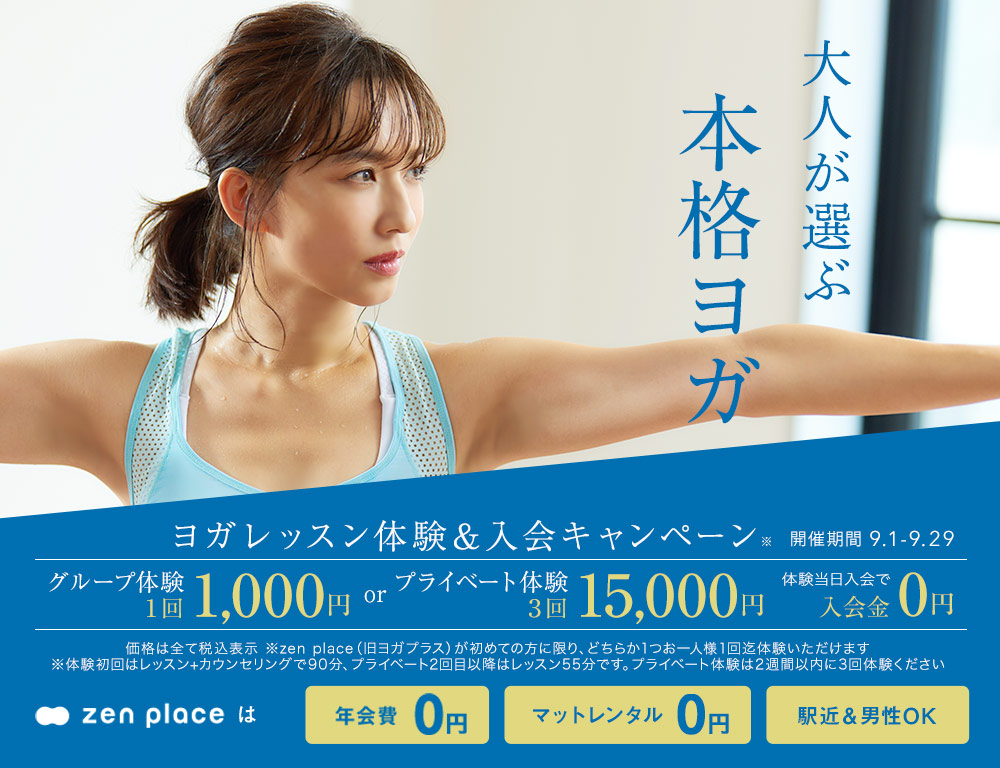 大人が選ぶ
本格ヨガ
ヨガレッスン体験＆入会キャンペーン※ 開催期間 9.1-9.29
グループ体験 1回 1,000円 or プライベート体験 3回 15,000円 体験当日入会で 入会金 0円
価格は全て税込表示 ※zen place（旧ヨガプラス）が初めての方に限り、どちらか1つお一人様1回迄体験いただけます
※体験初回はレッスン+カウンセリングで90分、プライベート2回目以降はレッスン55分です。プライベート体験は2週間以内に3回体験ください
zen place は 年会費 0円 マットレンタル 0円 駅近＆男性OK